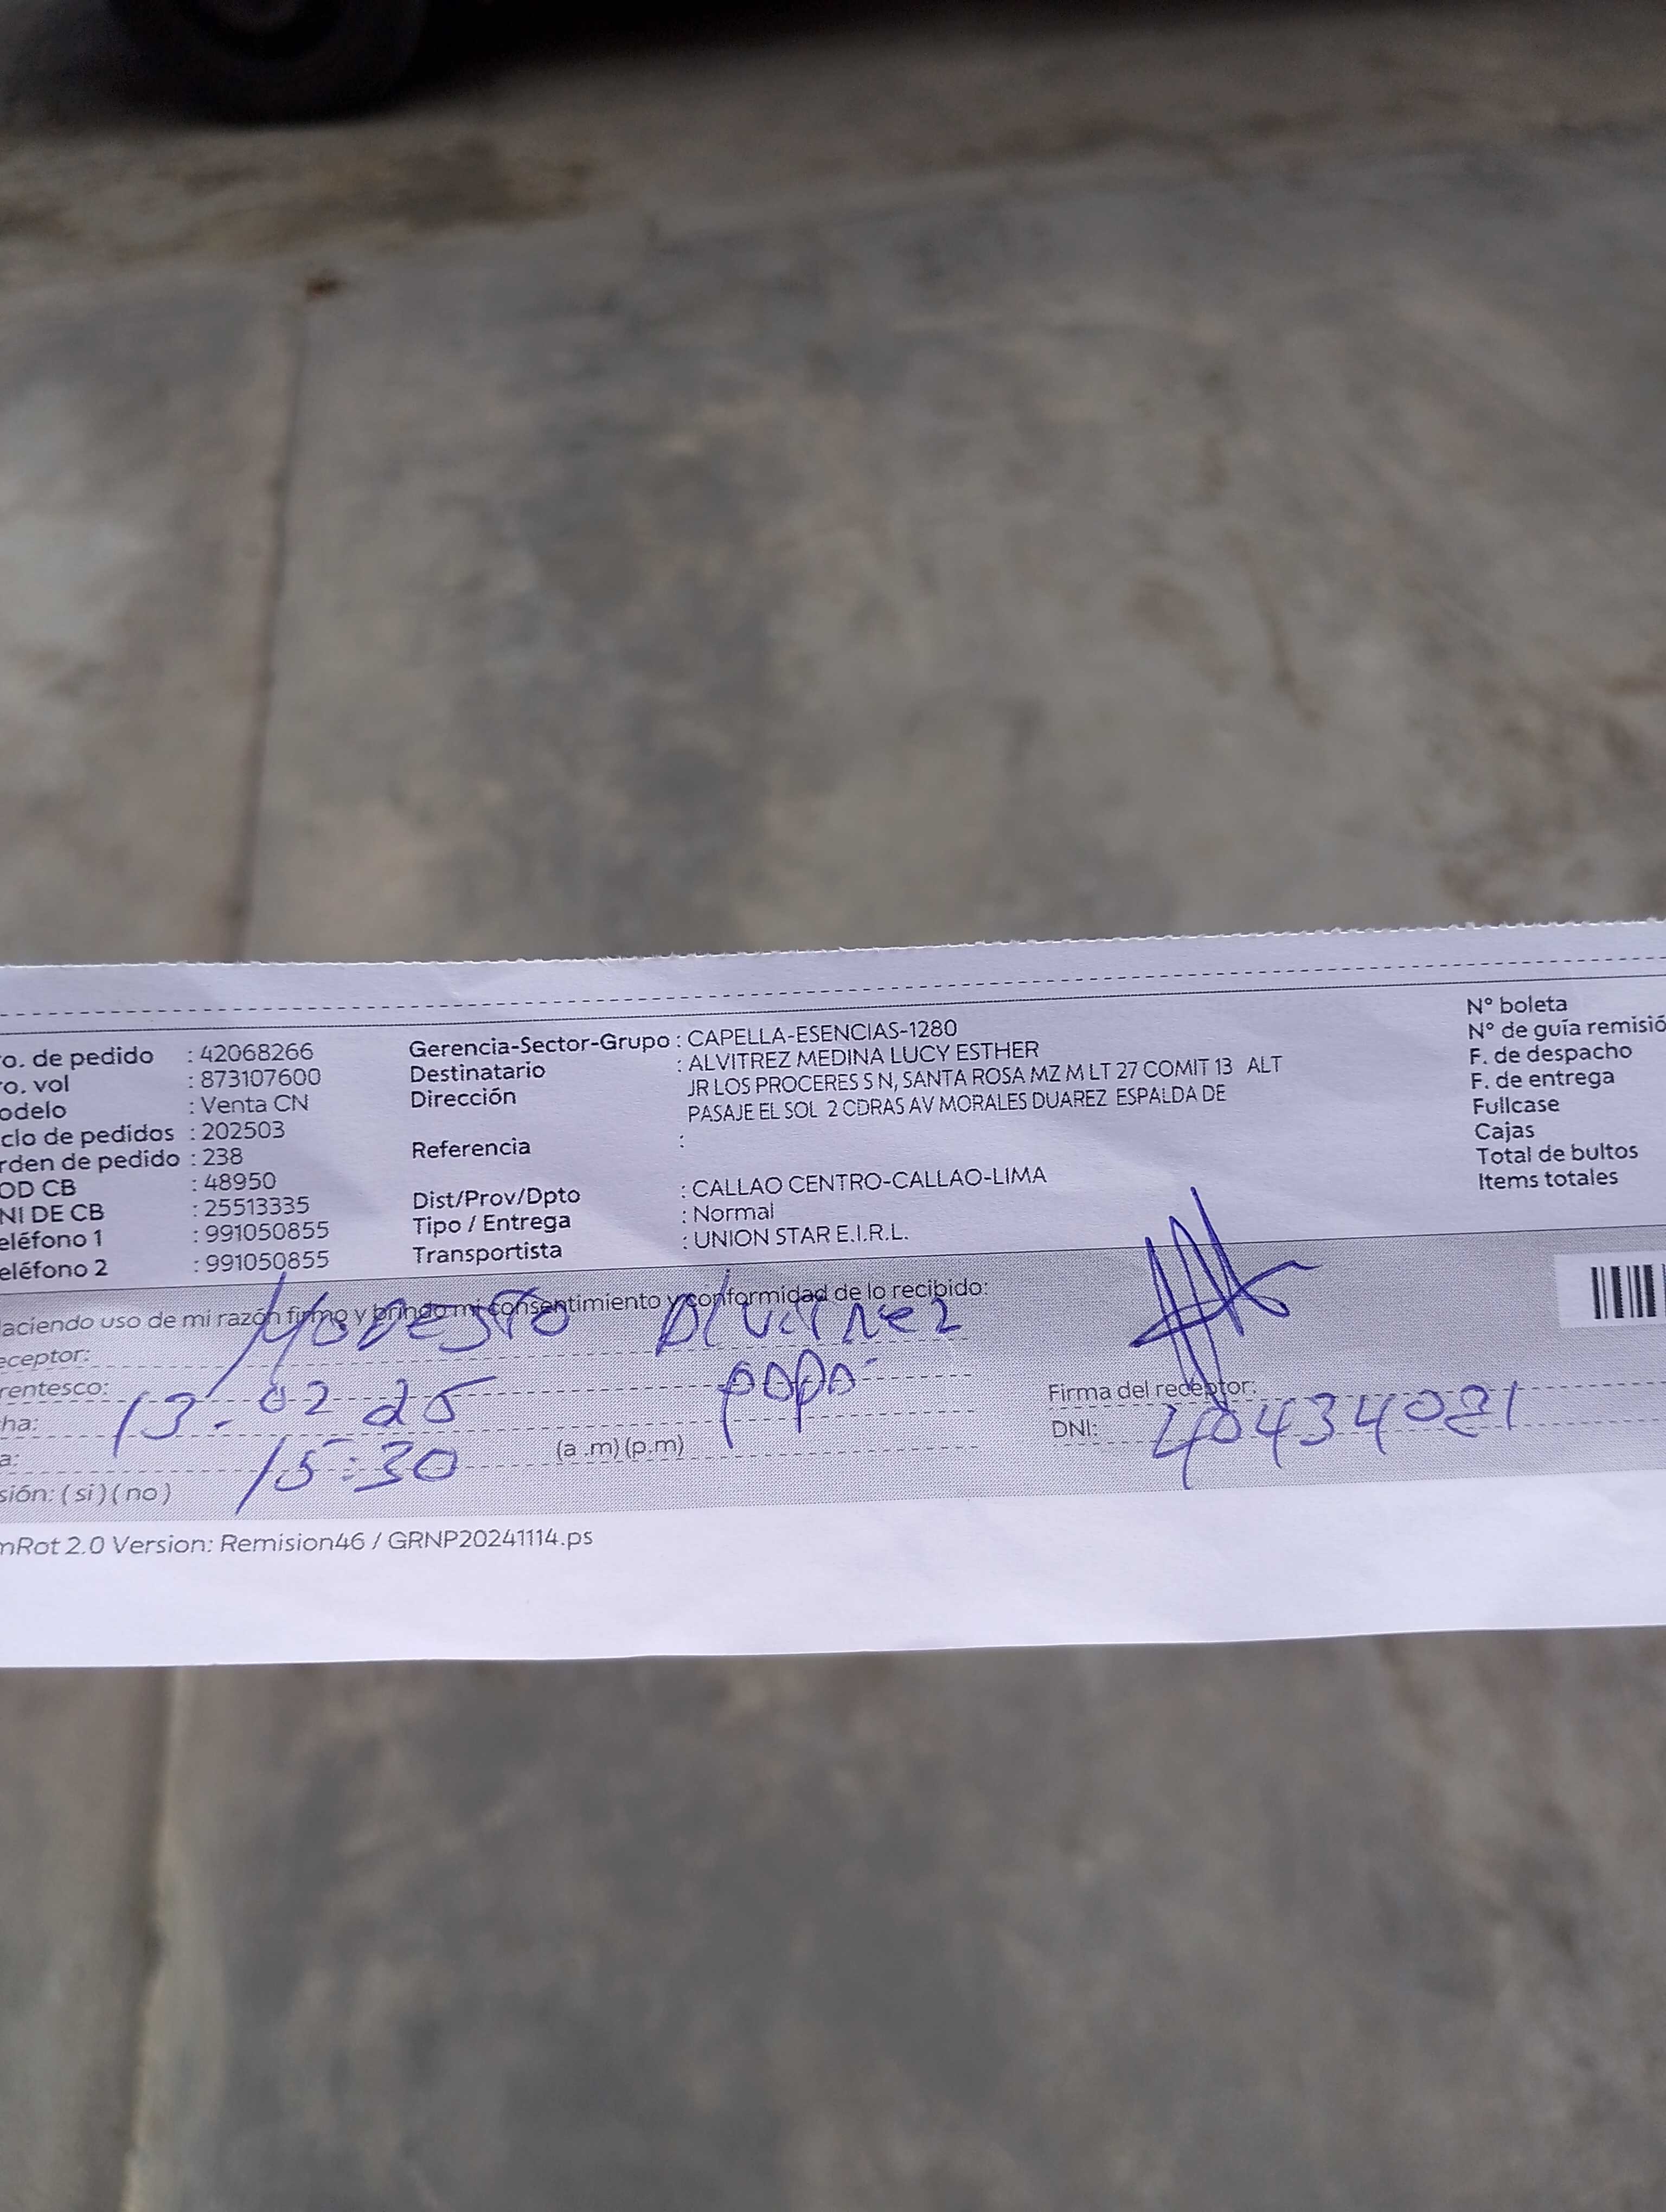 ro. de pedido : 42068266
ro. vol : 873107600
odelo : Venta CN
clo de pedidos : 202503
rden de pedido : 238
OD CB : 48950
NI DE CB : 25513335
eléfono 1 : 991050855
eléfono 2 : 991050855
Gerencia-Sector-Grupo : CAPELLA-ESENCIAS-1280
Destinatario : ALVITREZ MEDINA LUCY ESTHER
Dirección JR LOS PROCERES S N, SANTA ROSA MZ M LT 27 COMIT 13 ALT
PASAJE EL SOL 2 CDRAS AV MORALES DUAREZ ESPALDA DE
Referencia :
Dist/Prov/Dpto : CALLAO CENTRO-CALLAO-LIMA
Tipo / Entrega : Normal
Transportista : UNION STAR E.I.R.L.
N° boleta
N° de guía remisió
F. de despacho
F. de entrega
Fullcase
Cajas
Total de bultos
Items totales
aciendo uso de mi razón firmo y brindo mi consentimiento y conformidad de lo recibido:
eceptor: Modesto Alvitrez
rentesco: papa
ha: 13-02 25
a: 15:30 (a .m) (p.m)
sión: ( si ) ( no )
Firma del receptor:
DNI: 40434021
mRot 2.0 Version: Remision46 / GRNP20241114.ps